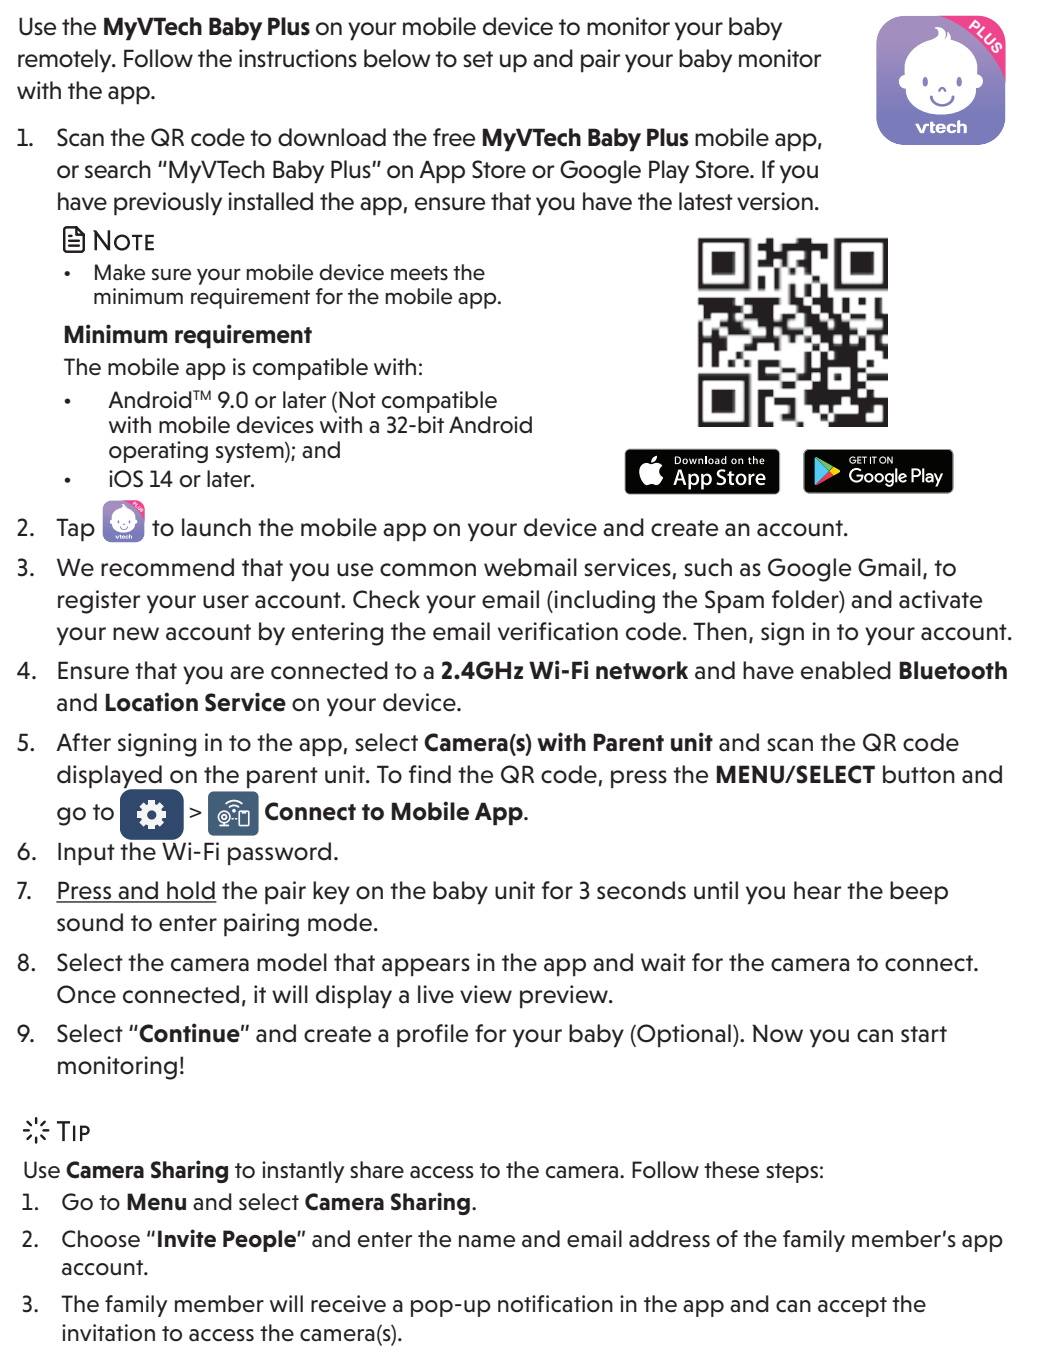 Use the MyVTech Baby Plus on your mobile device to monitor your baby
remotely. Follow the instructions below to set up and pair your baby monitor
with the app.
PLUS
vtech
1. Scan the QR code to download the free MyVTech Baby Plus mobile app,
or search “MyVTech Baby Plus” on App Store or Google Play Store. If you
have previously installed the app, ensure that you have the latest version.
NOTE
• Make sure your mobile device meets the
minimum requirement for the mobile app.
Minimum requirement
The mobile app is compatible with:
• Android™ 9.0 or later (Not compatible
with mobile devices with a 32-bit Android
operating system); and
• iOS 14 or later.
Download on the
App Store
GET IT ON
Google Play
2. Tap PLUS vtech to launch the mobile app on your device and create an account.
3. We recommend that you use common webmail services, such as Google Gmail, to
register your user account. Check your email (including the Spam folder) and activate
your new account by entering the email verification code. Then, sign in to your account.
4. Ensure that you are connected to a 2.4GHz Wi-Fi network and have enabled Bluetooth
and Location Service on your device.
5. After signing in to the app, select Camera(s) with Parent unit and scan the QR code
displayed on the parent unit. To find the QR code, press the MENU/SELECT button and
go to > Connect to Mobile App.
6. Input the Wi-Fi password.
7. Press and hold the pair key on the baby unit for 3 seconds until you hear the beep
sound to enter pairing mode.
8. Select the camera model that appears in the app and wait for the camera to connect.
Once connected, it will display a live view preview.
9. Select “Continue” and create a profile for your baby (Optional). Now you can start
monitoring!
TIP
Use Camera Sharing to instantly share access to the camera. Follow these steps:
1. Go to Menu and select Camera Sharing.
2. Choose “Invite People” and enter the name and email address of the family member’s app
account.
3. The family member will receive a pop-up notification in the app and can accept the
invitation to access the camera(s).